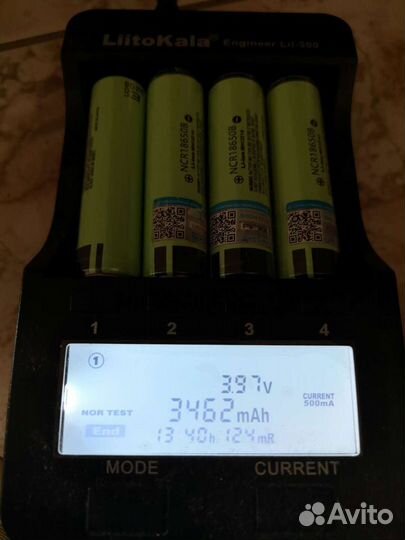 LiitoKala® Engineer Lii-500
NCR18650B
NCR18650B
NCR18650B
1 2 3 4
1
3.97v
CURRENT
500mA
NOR TEST 3462mAh
End 13 40h 124mR
MODE CURRENT
Avito